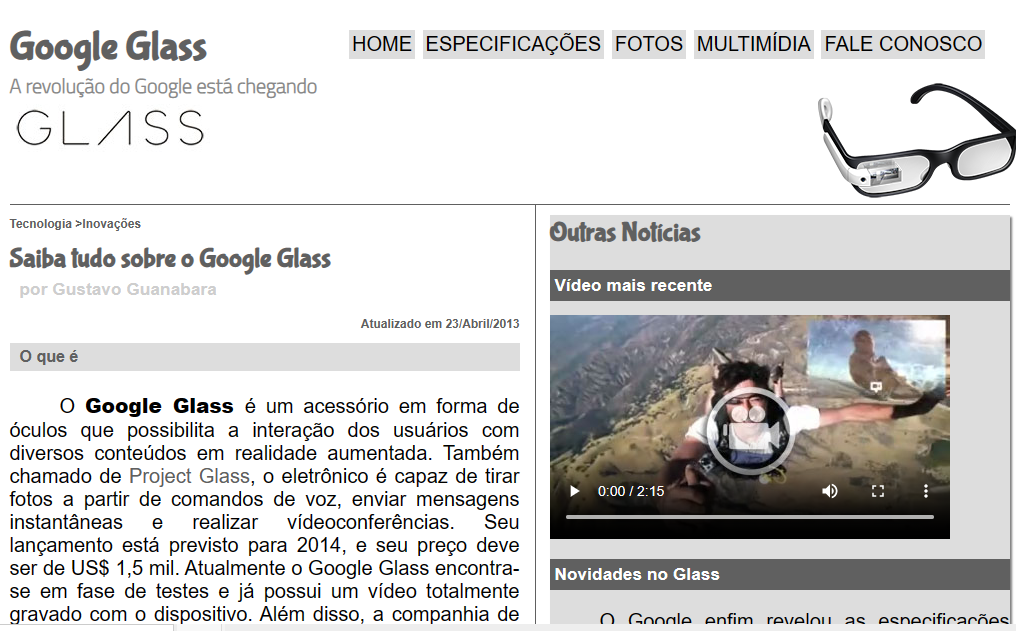 Google Glass
HOME ESPECIFICAÇÕES FOTOS MULTIMÍDIA FALE CONOSCO
A revolução do Google está chegando
GLASS
Tecnologia >Inovações
Saiba tudo sobre o Google Glass
por Gustavo Guanabara
Atualizado em 23/Abril/2013
O que é
O Google Glass é um acessório em forma de
óculos que possibilita a interação dos usuários com
diversos conteúdos em realidade aumentada. Também
chamado de Project Glass, o eletrônico é capaz de tirar
fotos a partir de comandos de voz, enviar mensagens
instantâneas e realizar vídeoconferências. Seu
lançamento está previsto para 2014, e seu preço deve
ser de US$ 1,5 mil. Atualmente o Google Glass encontra-
se em fase de testes e já possui um vídeo totalmente
gravado com o dispositivo. Além disso, a companhia de
Outras Notícias
Vídeo mais recente
0:00 / 2:15
Novidades no Glass
O Google enfim revelou as especificações